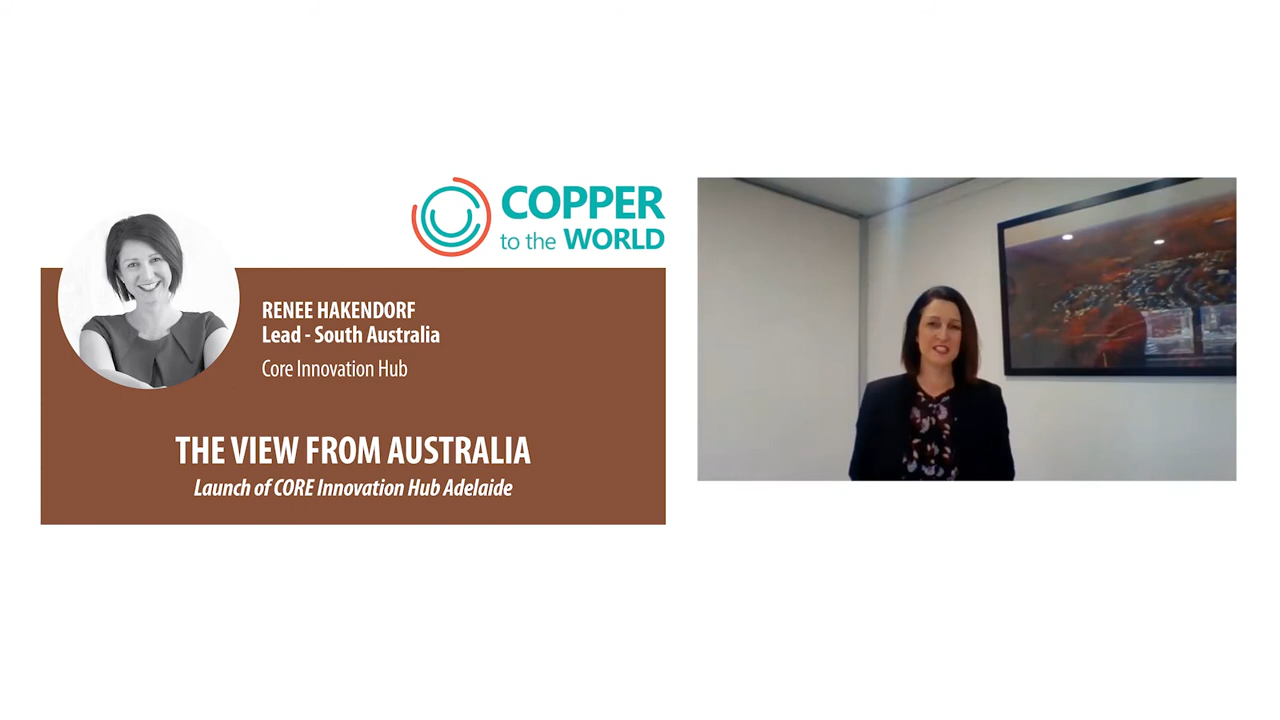 COPPER
to the WORLD
RENEE HAKENDORF
Lead - South Australia
Core Innovation Hub
THE VIEW FROM AUSTRALIA
Launch of CORE Innovation Hub Adelaide